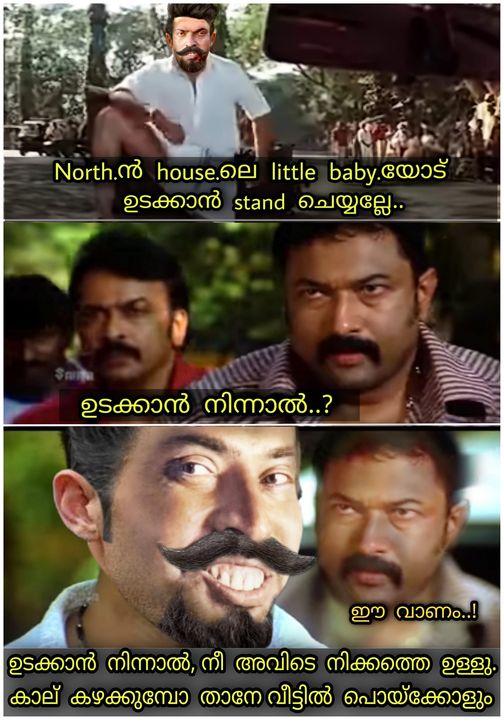 North.ൻ house.ലെ little baby.യോട്
ഉടക്കാൻ stand ചെയ്യല്ലേ..
ഉടക്കാൻ നിന്നാൽ..?
ഈ വാണം..!
ഉടക്കാൻ നിന്നാൽ, നീ അവിടെ നിക്കത്തെ ഉള്ളു.
കാല് കഴക്കുമ്പോ താനേ വീട്ടിൽ പൊയ്ക്കോളും